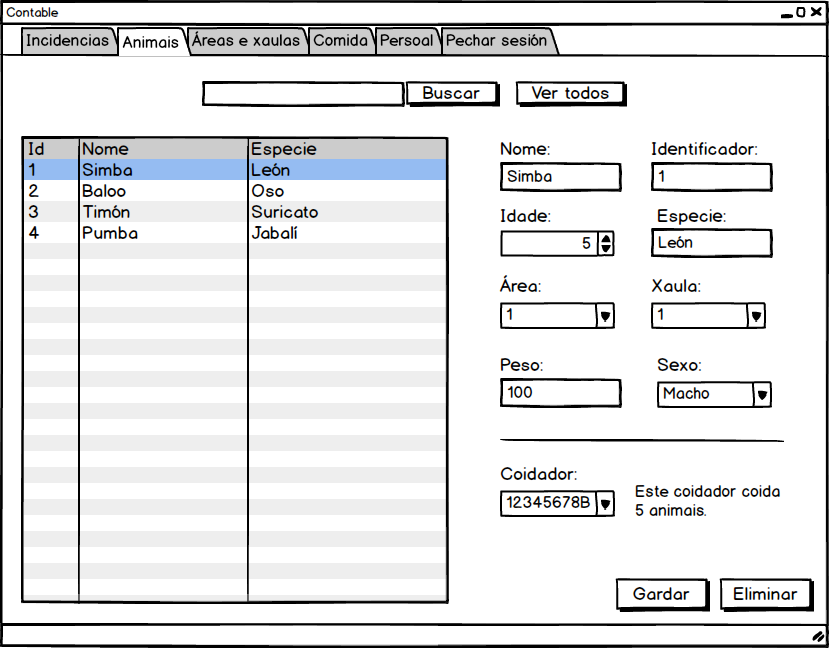 Contable
Incidencias Animais Áreas e xaulas Comida Persoal Pechar sesión
Buscar Ver todos
Id Nome Especie
1 Simba León
2 Baloo Oso
3 Timón Suricato
4 Pumba Jabalí
Nome: Identificador:
Simba 1
Idade: Especie:
5 León
Área: Xaula:
1 1
Peso: Sexo:
100 Macho
Coidador:
12345678B Este coidador coida
5 animais.
Gardar Eliminar